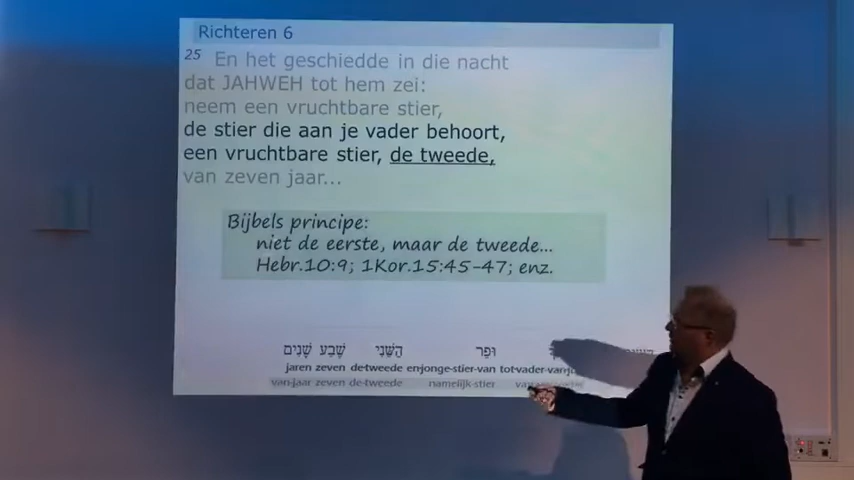 Richteren 6
25 En het geschiedde in die nacht
dat JAHWEH tot hem zei:
neem een vruchtbare stier,
de stier die aan je vader behoort,
een vruchtbare stier, de tweede,
van zeven jaar...
Bijbels principe:
niet de eerste, maar de tweede...
Hebr.10:9; 1Kor.15:45-47; enz.
וּפַר הַשֵּׁנִי שֶׁבַע שָׁנִים
jaren zeven de-tweede en-jonge-stier-van tot-vader-van-
van-jaar zeven de-tweede namelijk-stier